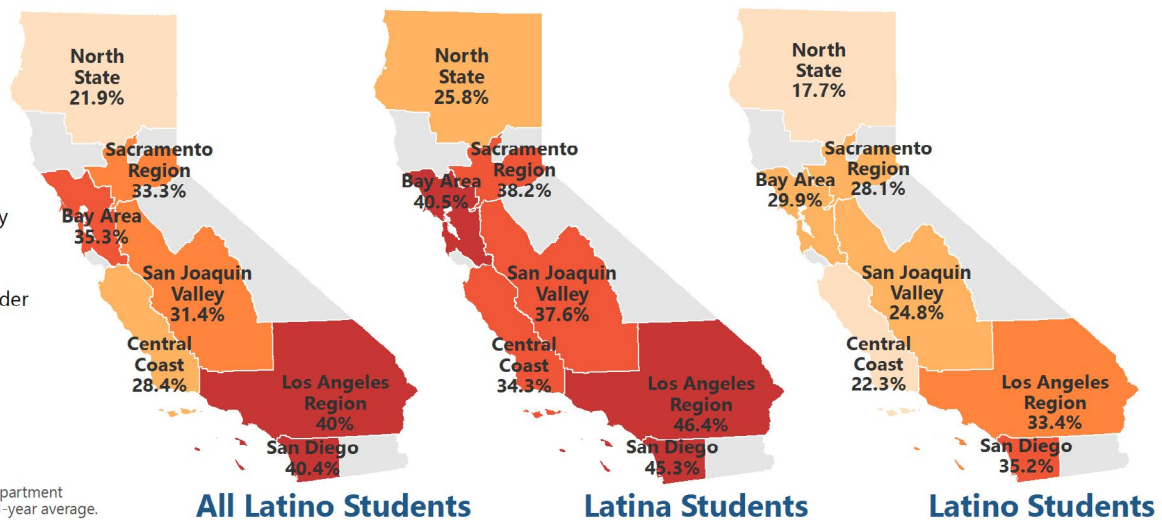 North
State
21.9%
Sacramento
Region
33.3%
Bay Area
35.3%
San Joaquin
Valley
31.4%
Central
Coast
28.4%
Los Angeles
Region
40%
San Diego
40.4%
All Latino Students
North
State
25.8%
Sacramento
Region
38.2%
Bay Area
40.5%
San Joaquin
Valley
37.6%
Central
Coast
34.3%
Los Angeles
Region
46.4%
San Diego
45.3%
Latina Students
North
State
17.7%
Sacramento
Region
28.1%
Bay Area
29.9%
San Joaquin
Valley
24.8%
Central
Coast
22.3%
Los Angeles
Region
33.4%
San Diego
35.2%
Latino Students
y
der
partment
-year average.